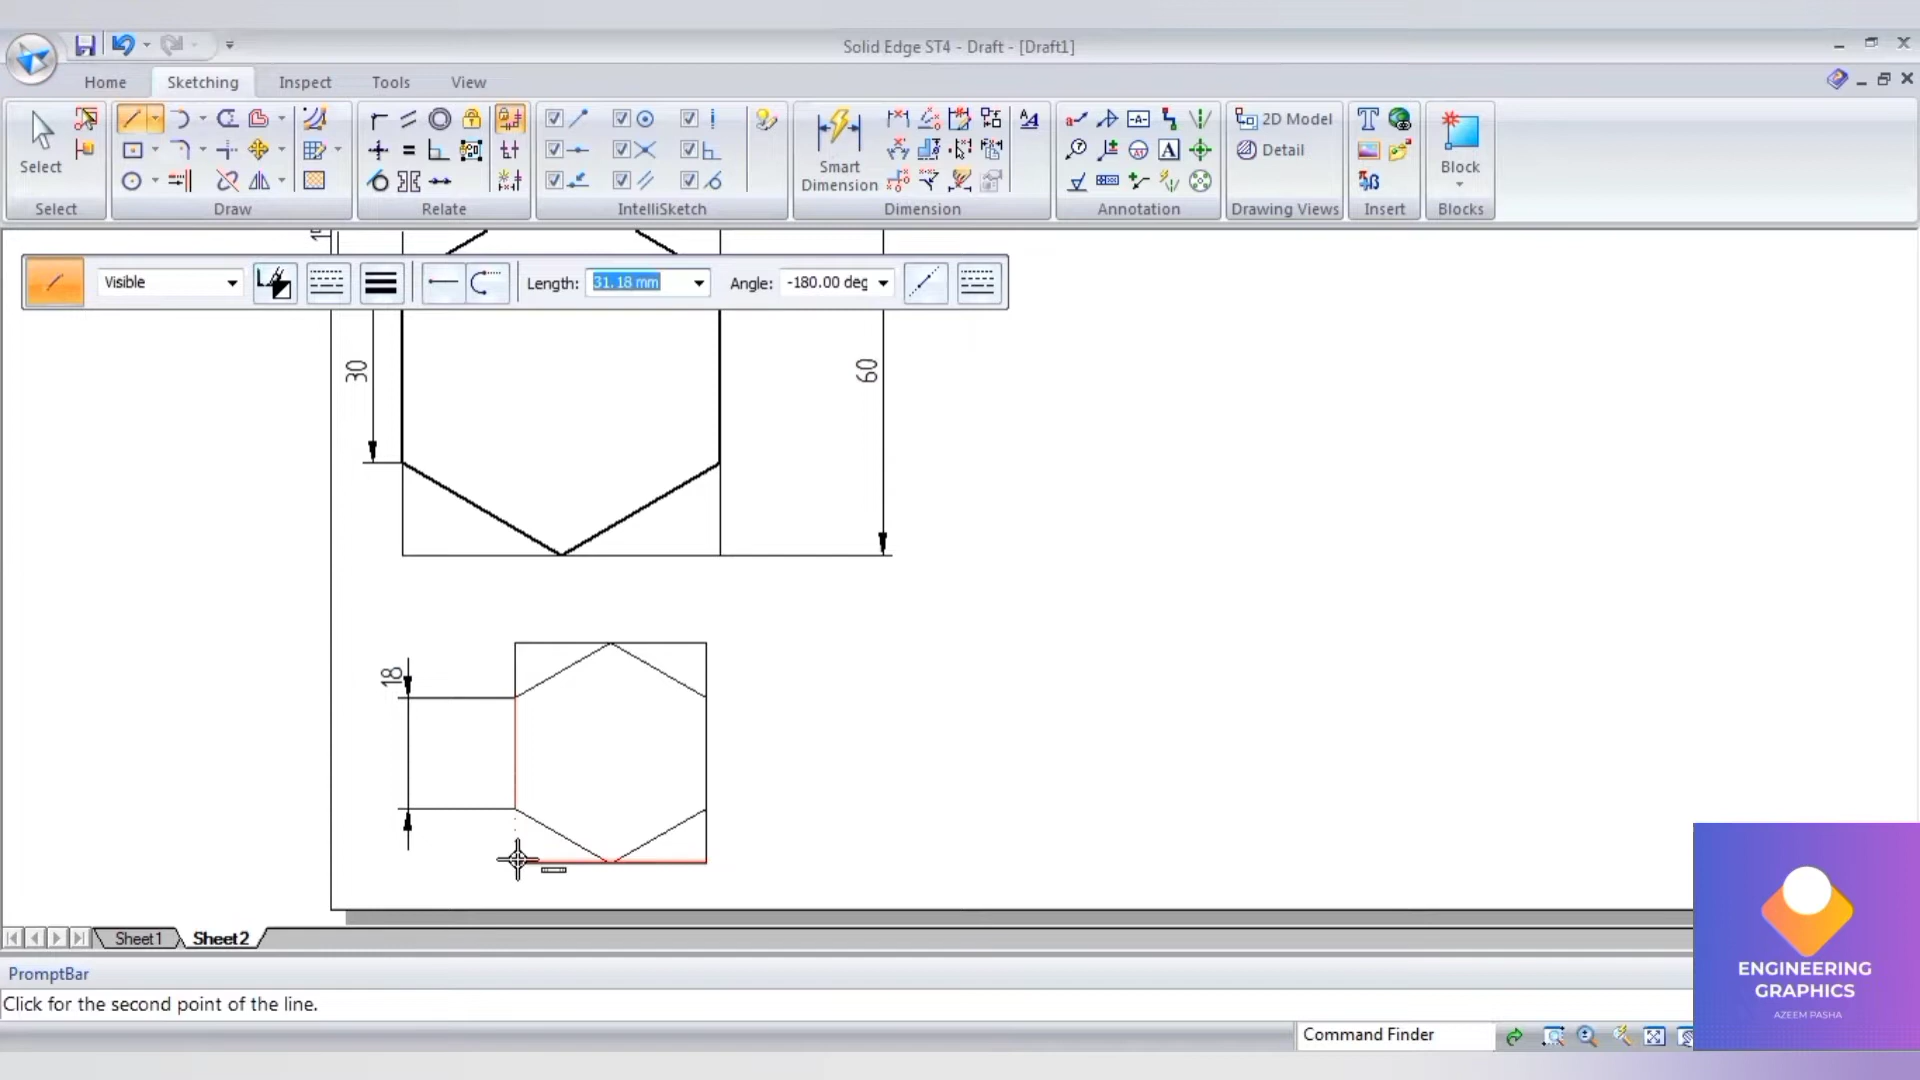 Solid Edge ST4 - Draft - [Draft1]
Home
Sketching
Inspect
Tools
View
Select
Smart
Dimension
2D Model
Detail
Block
Select
Draw
Relate
IntelliSketch
Dimension
Annotation
Drawing Views
Insert
Blocks
Visible
Length:
31.18 mm
Angle:
-180.00 deg
30
60
18
Sheet1
Sheet2
PromptBar
Click for the second point of the line.
Command Finder
ENGINEERING
GRAPHICS
AZEEM PASHA